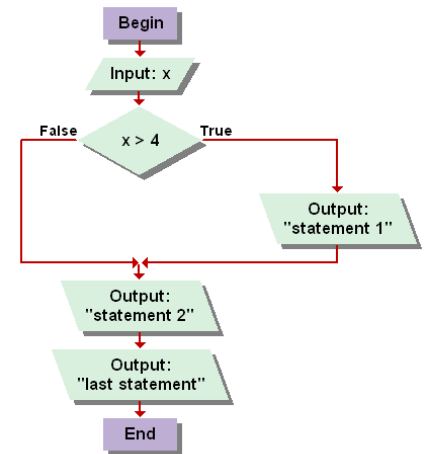 Begin
Input: x
False
True
x > 4
Output:
"statement 1"
Output:
"statement 2"
Output:
"last statement"
End